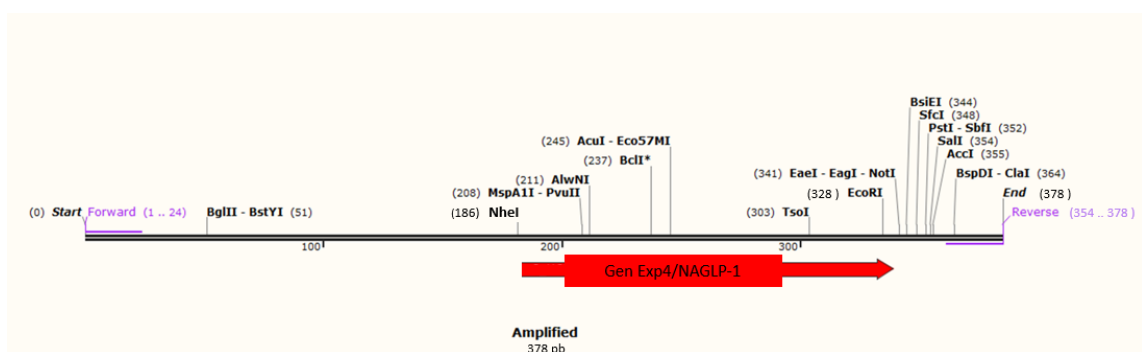 BsiEI (344)
SfcI (348)
PstI - SbfI (352)
(245) AcuI - Eco57MI
SalI (354)
(237) BclI*
AccI (355)
(211) AlwNI
(341) EaeI - EagI - NotI
BspDI - ClaI (364)
(208) MspA1I - PvuII
(328 ) EcoRI
End (378 )
(0) Start
Forward (1 .. 24)
BglII - BstYI (51)
(186) NheI
(303) TsoI
Reverse (354 .. 378 )
100
200
300
Gen Exp4/NAGLP-1
Amplified
378 pb